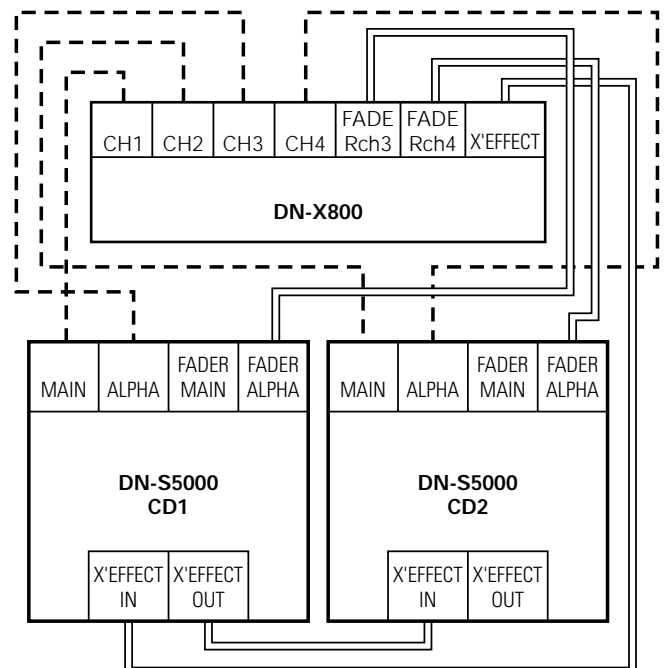 FADE FADE
CH1 CH2 CH3 CH4 Rch3 Rch4 X'EFFECT
DN-X800
MAIN ALPHA FADER MAIN FADER ALPHA
MAIN ALPHA FADER MAIN FADER ALPHA
DN-S5000
CD1
DN-S5000
CD2
X'EFFECT IN
X'EFFECT OUT
X'EFFECT IN
X'EFFECT OUT